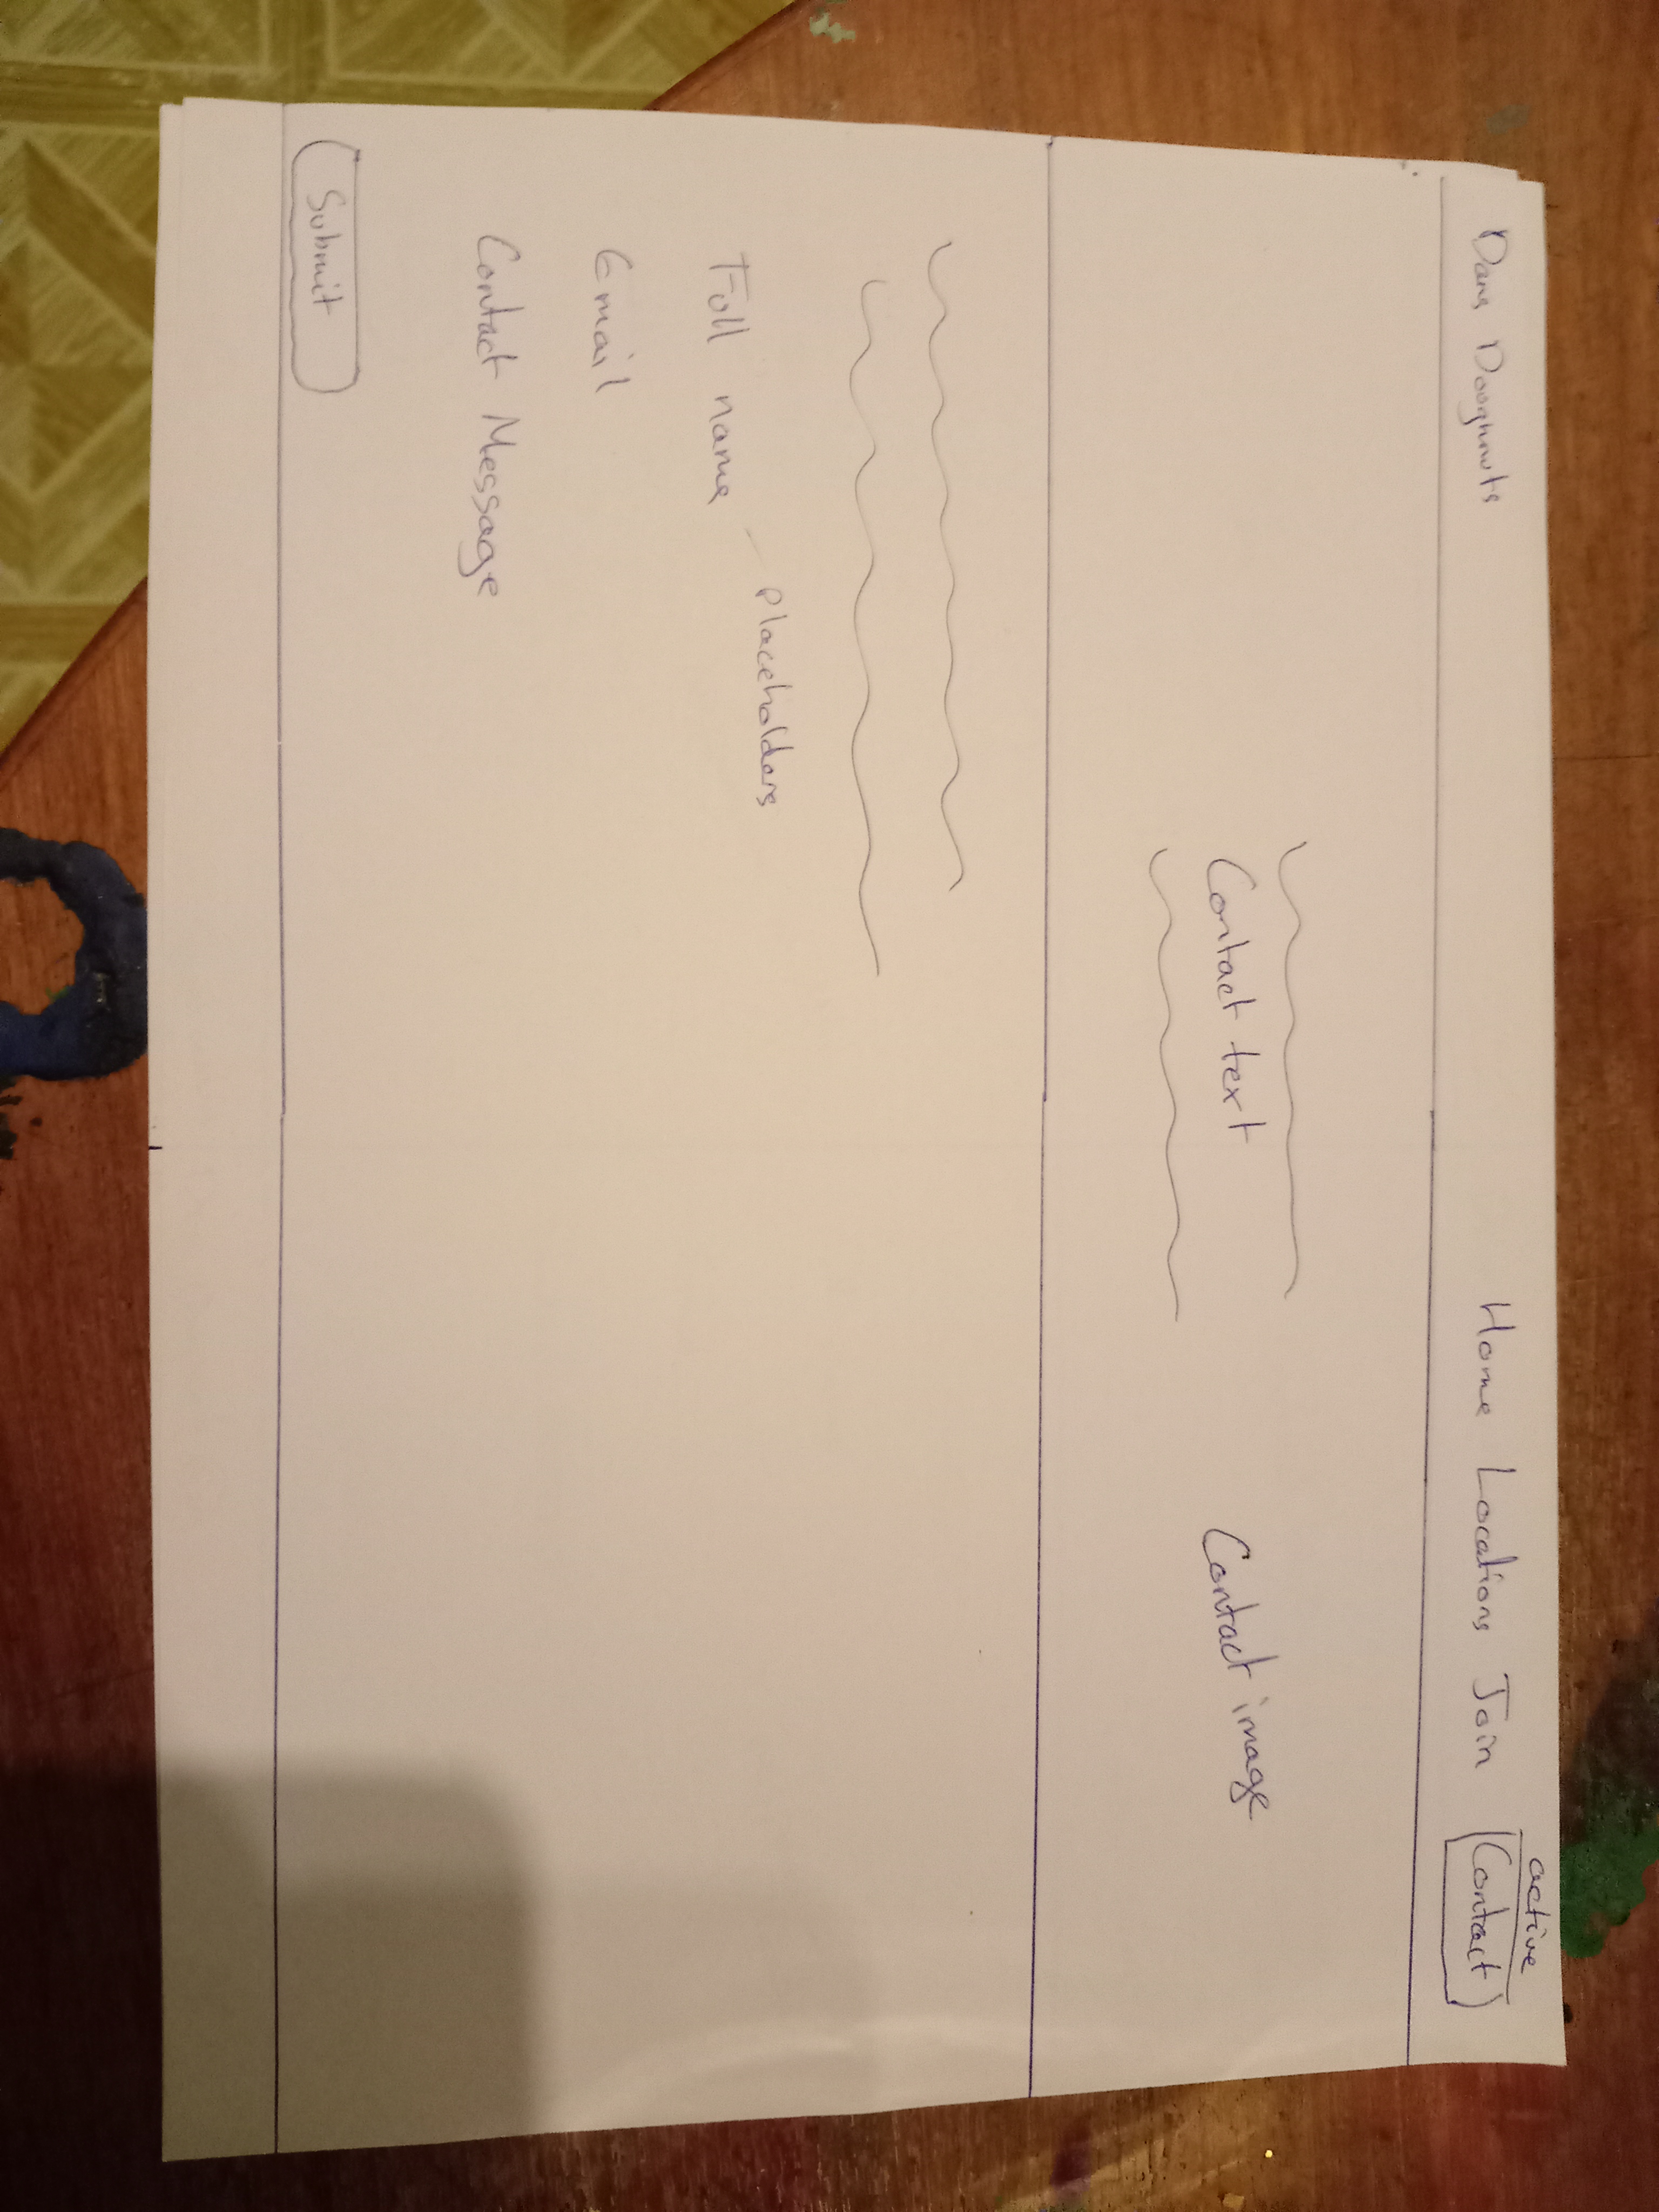 Dans Doughnuts Home Locations Join Contact
active
Contact text
Contact image
Full name - placeholders
Email
Contact Message
Submit